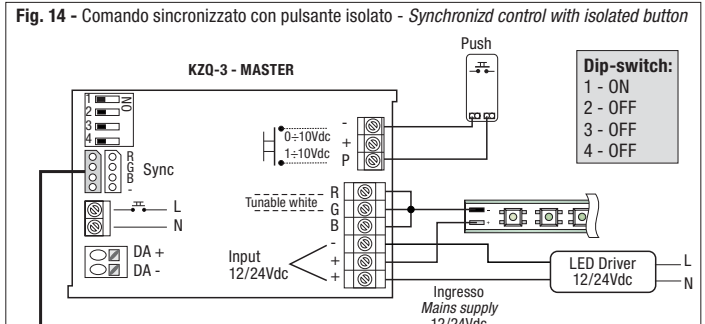 Fig. 14 - Comando sincronizzato con pulsante isolato - Synchronizd control with isolated button
Push
KZQ-3 - MASTER
Dip-switch:
1 - ON
2 - OFF
3 - OFF
4 - OFF
1
2
3
4
ON
R
G
B
-
Sync
0÷10Vdc
1÷10Vdc
-
+
P
L
N
Tunable white
R
G
B
-
+
+
DA +
DA -
Input
12/24Vdc
-
+
LED Driver
12/24Vdc
L
N
Ingresso
Mains supply
12/24Vdc